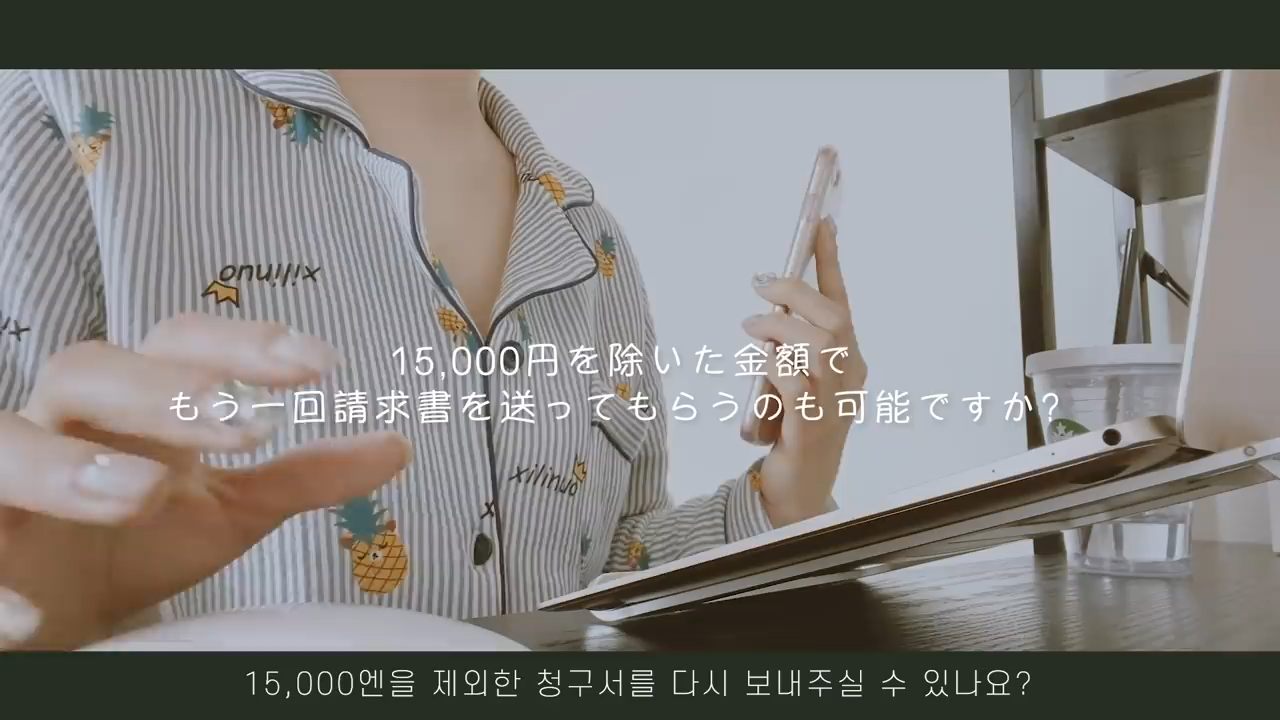 xilinuo
15,000円を除いた金額で
もう一回請求書を送ってもらうのも可能ですか?
xilinuo
15,000엔을 제외한 청구서를 다시 보내주실 수 있나요?